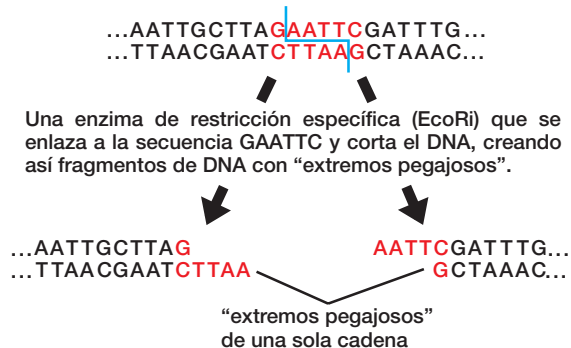 ...AATTGCTTAGAATTCGATTTG...
...TTAACGAATCTTAAGCTAAAC...
Una enzima de restricción específica (EcoRi) que se
enlaza a la secuencia GAATTC y corta el DNA, creando
así fragmentos de DNA con “extremos pegajosos”.
...AATTGCTTAG
AATTCGATTTG...
...TTAACGAATCTTAA
GCTAAAC...
“extremos pegajosos”
de una sola cadena